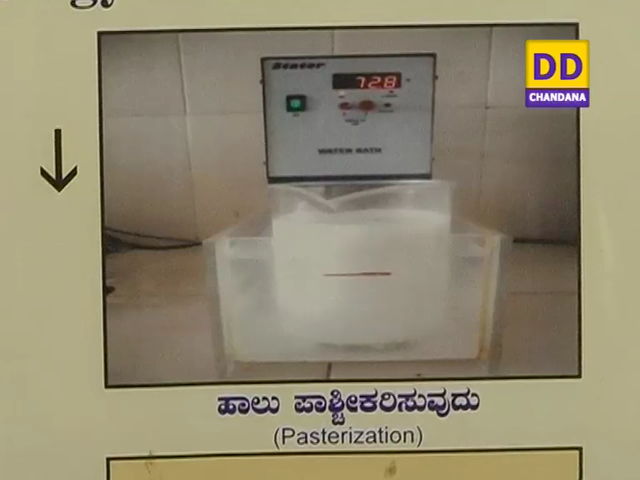 72.8
WATER BATH
DD
CHANDANA
ಹಾಲು ಪಾಶ್ಚೀಕರಿಸುವುದು
(Pasterization)